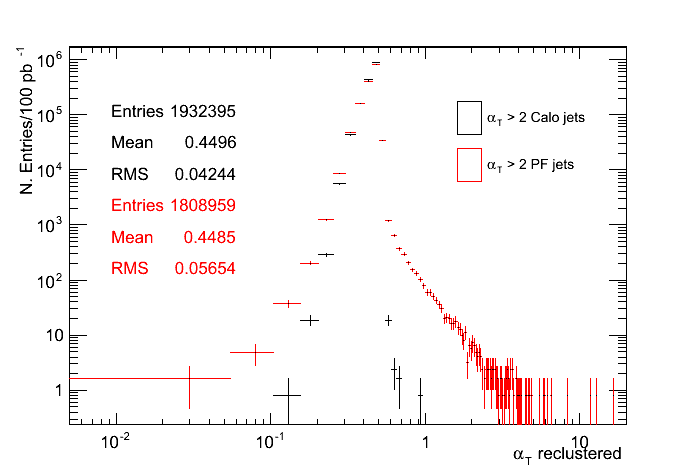 N. Entries/100 pb⁻¹
10⁶
10⁵
10⁴
10³
10²
10
1
Entries 1932395
Mean 0.4496
RMS 0.04244
Entries 1808959
Mean 0.4485
RMS 0.05654
α_T > 2 Calo jets
α_T > 2 PF jets
10⁻² 10⁻¹ 1 10
α_T reclustered